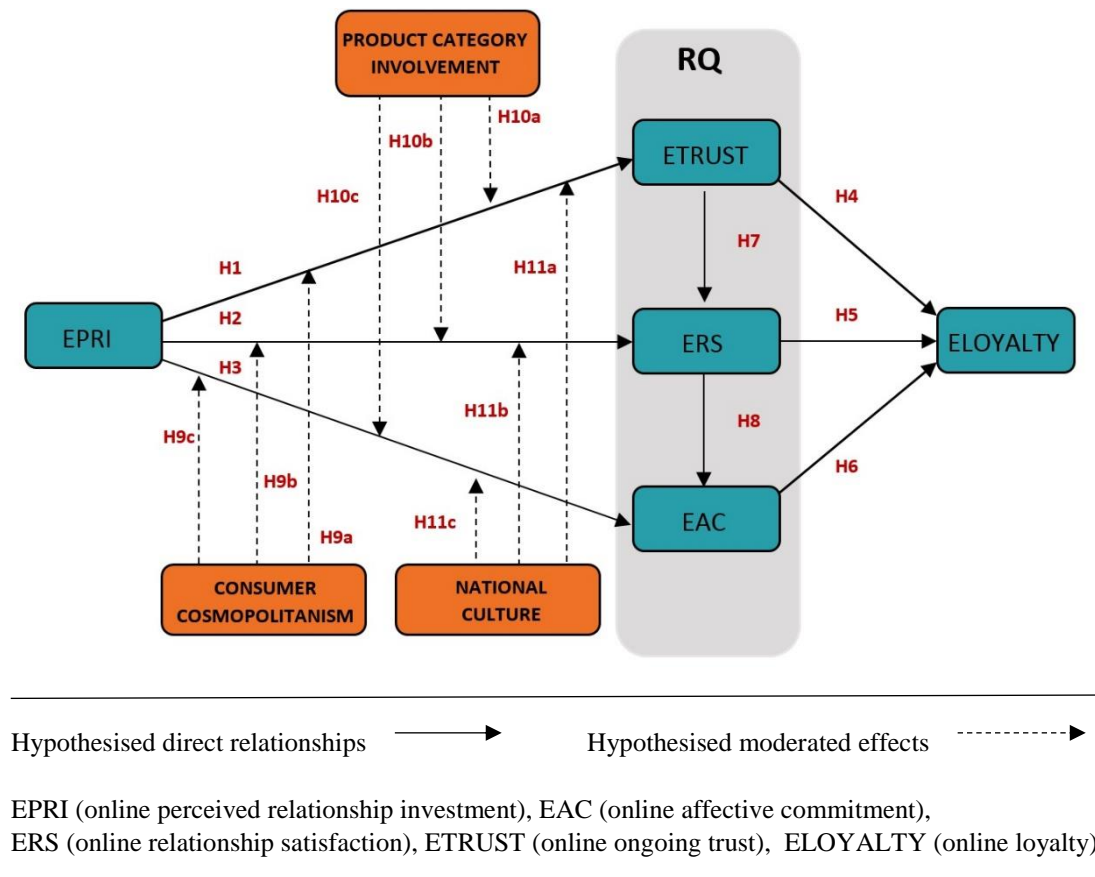 PRODUCT CATEGORY
INVOLVEMENT
RQ
H10a
H10b
ETRUST
H10c
H4
H7
H11a
H1
H2
H5
EPRI
ERS
ELOYALTY
H3
H11b
H8
H9c
H6
H9b
H11c
EAC
H9a
CONSUMER
COSMOPOLITANISM
NATIONAL
CULTURE
Hypothesised direct relationships
Hypothesised moderated effects
EPRI (online perceived relationship investment), EAC (online affective commitment),
ERS (online relationship satisfaction), ETRUST (online ongoing trust), ELOYALTY (online loyalty)